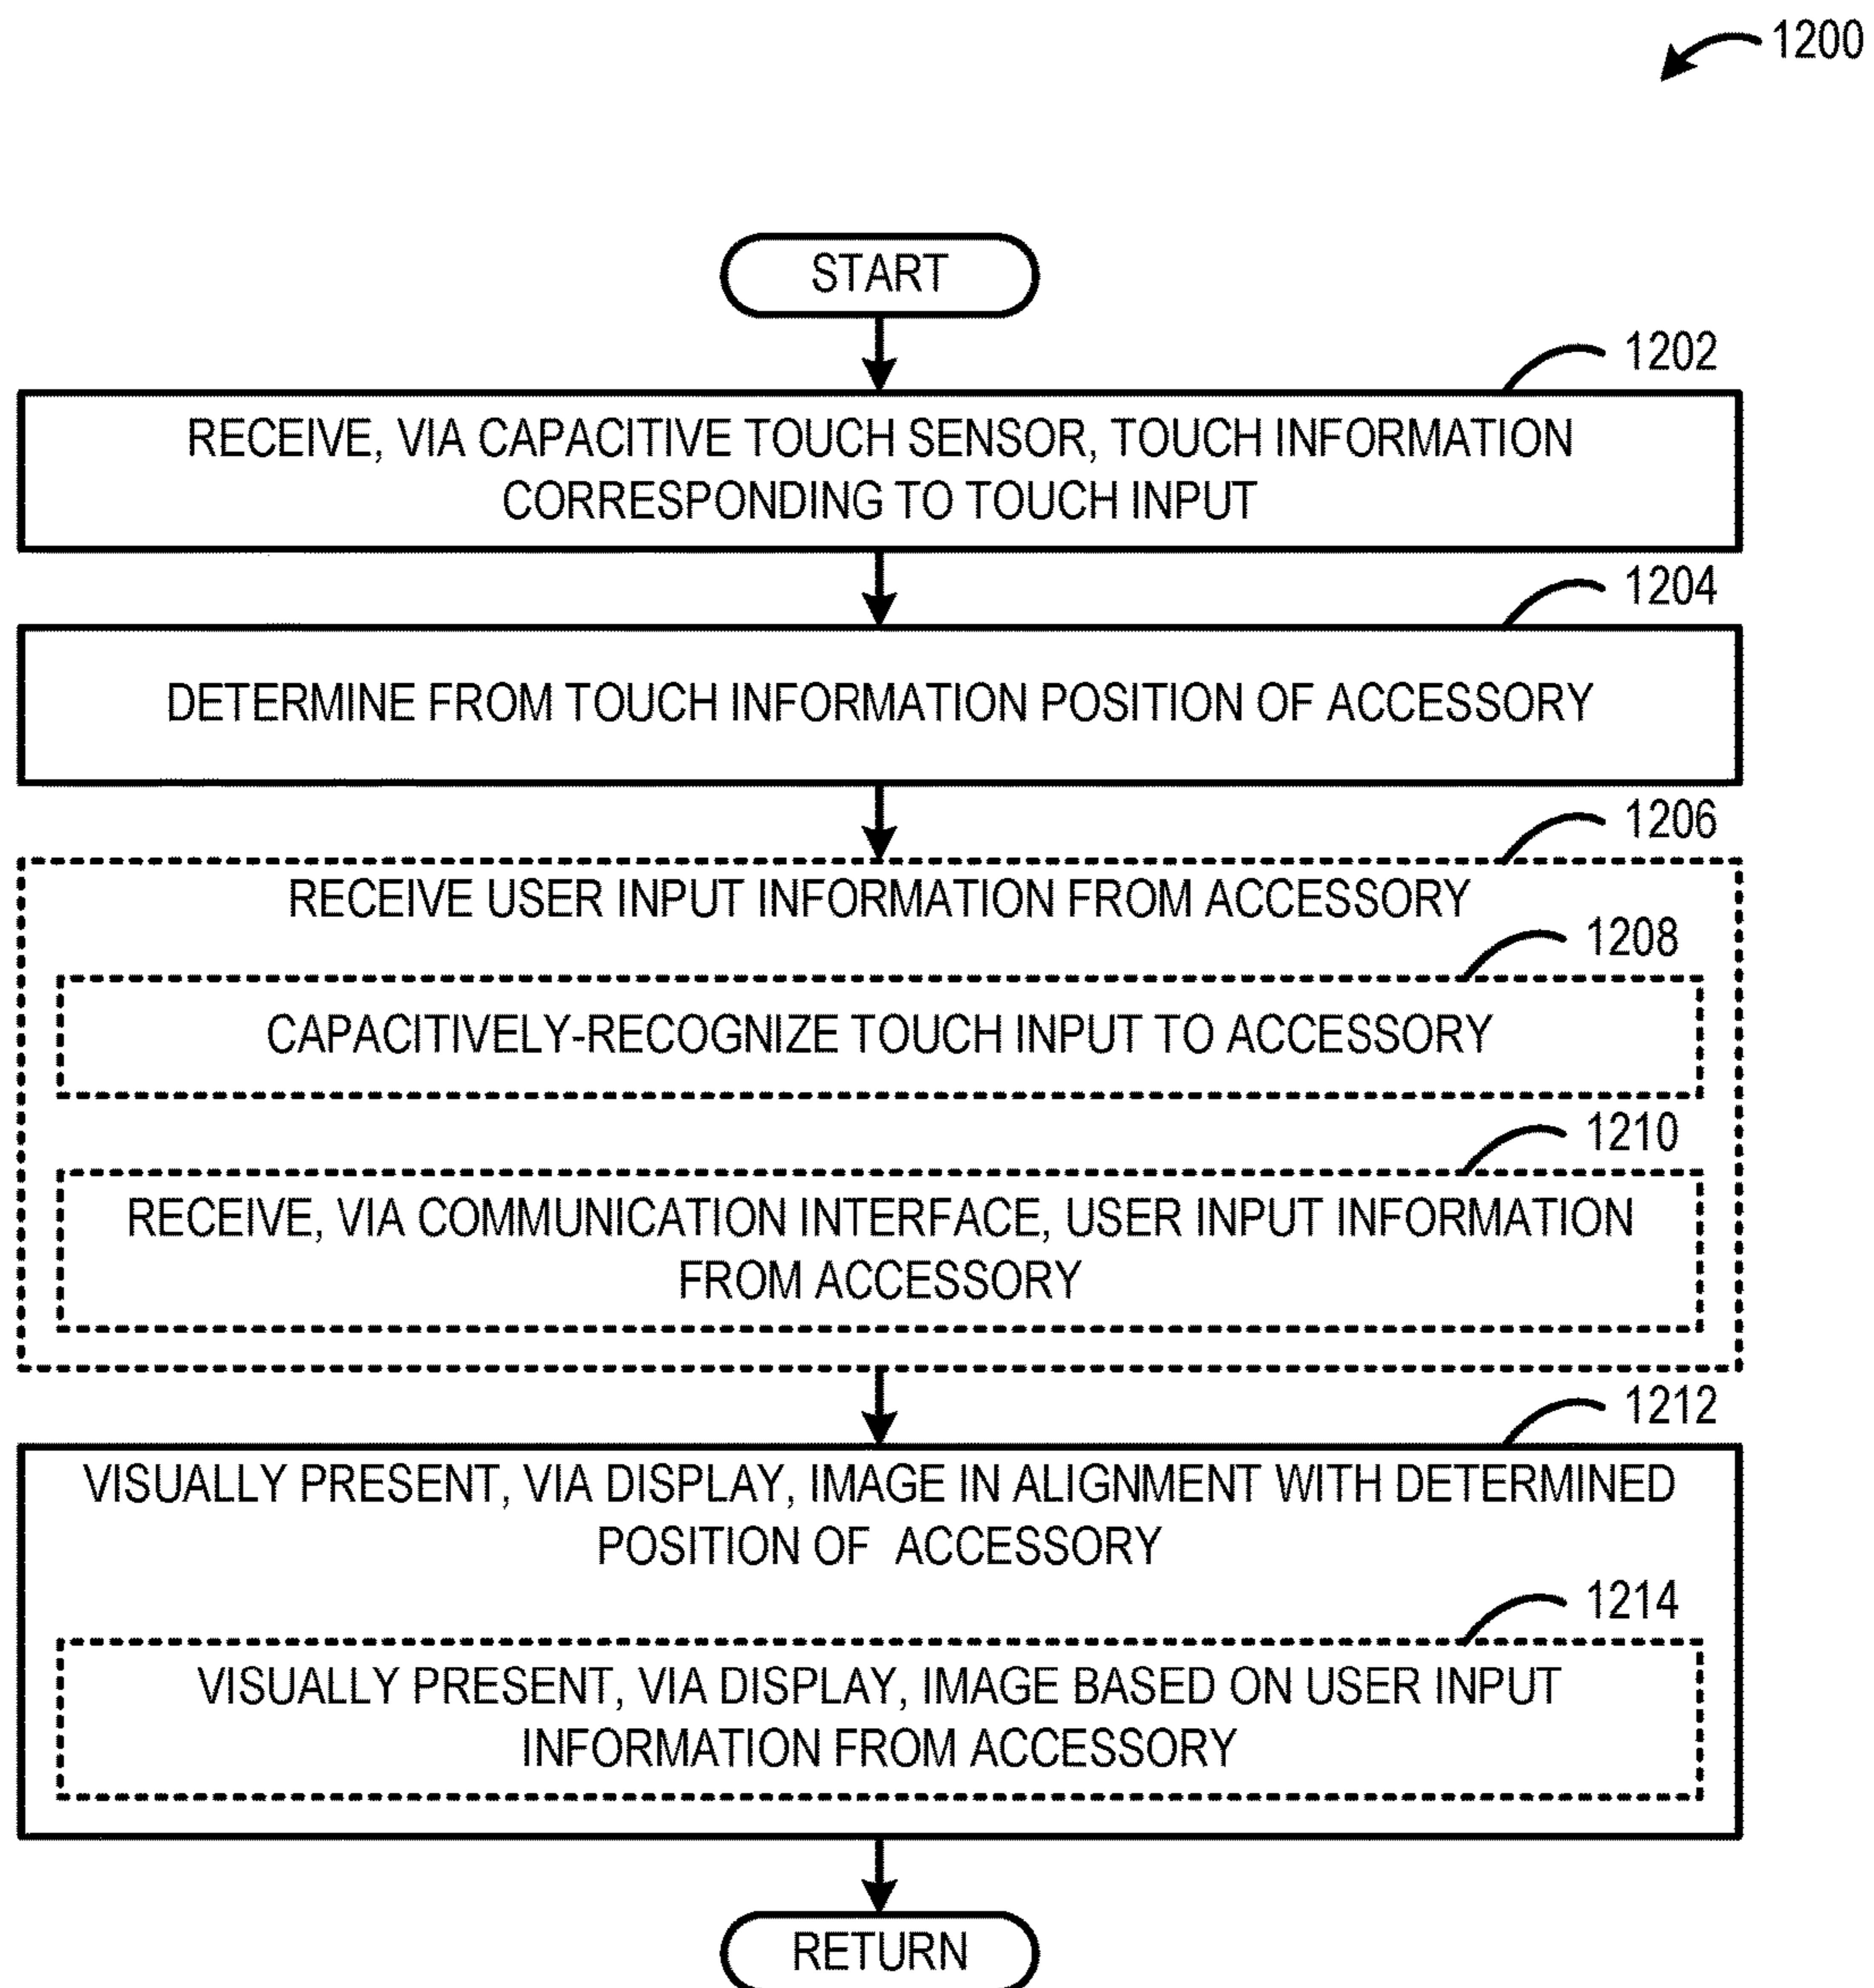 1200
START
1202
RECEIVE, VIA CAPACITIVE TOUCH SENSOR, TOUCH INFORMATION
CORRESPONDING TO TOUCH INPUT
1204
DETERMINE FROM TOUCH INFORMATION POSITION OF ACCESSORY
1206
RECEIVE USER INPUT INFORMATION FROM ACCESSORY
1208
CAPACITIVELY-RECOGNIZE TOUCH INPUT TO ACCESSORY
1210
RECEIVE, VIA COMMUNICATION INTERFACE, USER INPUT INFORMATION
FROM ACCESSORY
1212
VISUALLY PRESENT, VIA DISPLAY, IMAGE IN ALIGNMENT WITH DETERMINED
POSITION OF ACCESSORY
1214
VISUALLY PRESENT, VIA DISPLAY, IMAGE BASED ON USER INPUT
INFORMATION FROM ACCESSORY
RETURN